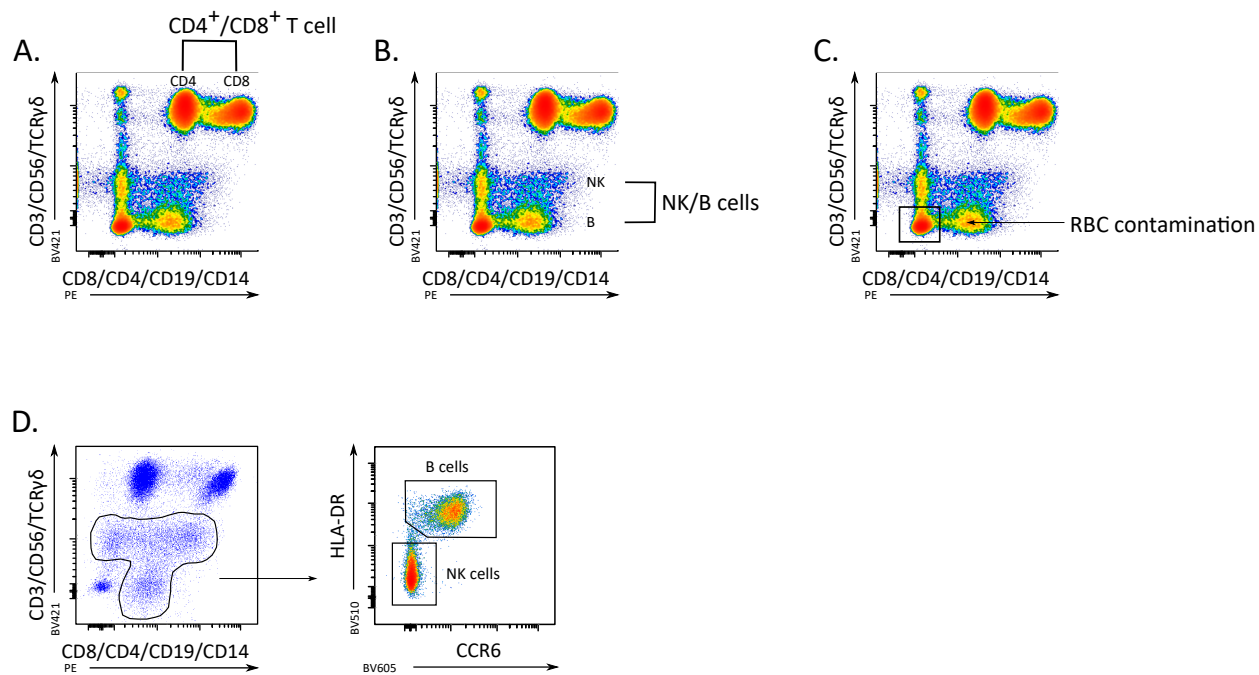 CD4⁺/CD8⁺ T cell
A.
CD4
CD8
CD3/CD56/TCRγδ
BV421
CD8/CD4/CD19/CD14
PE
B.
NK
B
NK/B cells
CD3/CD56/TCRγδ
BV421
CD8/CD4/CD19/CD14
PE
C.
RBC contamination
CD3/CD56/TCRγδ
BV421
CD8/CD4/CD19/CD14
PE
D.
CD3/CD56/TCRγδ
BV421
CD8/CD4/CD19/CD14
PE
B cells
NK cells
HLA-DR
BV510
CCR6
BV605